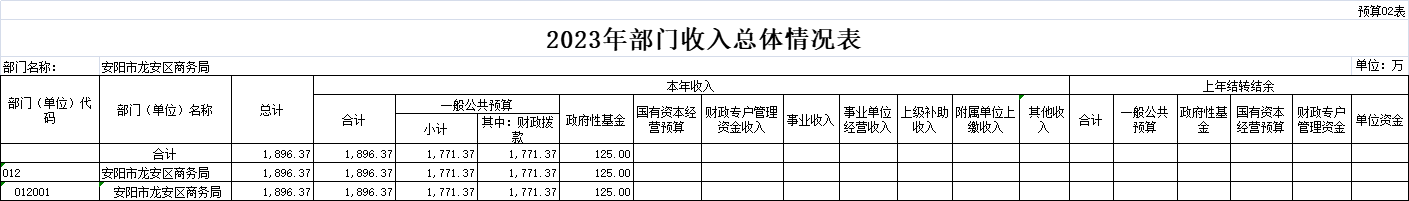 预算02表
2023年部门收入总体情况表
部门名称： 安阳市龙安区商务局 单位：万
部门（单位）代码 部门（单位）名称 总计 本年收入 上年结转结余
合计 一般公共预算 政府性基金 国有资本经营预算 财政专户管理资金收入 事业收入 事业单位经营收入 上级补助收入 附属单位上缴收入 其他收入 合计 一般公共预算 政府性基金 国有资本经营预算 财政专户管理资金 单位资金
小计 其中：财政拨款
合计 1,896.37 1,896.37 1,771.37 1,771.37 125.00
012 安阳市龙安区商务局 1,896.37 1,896.37 1,771.37 1,771.37 125.00
012001 安阳市龙安区商务局 1,896.37 1,896.37 1,771.37 1,771.37 125.00